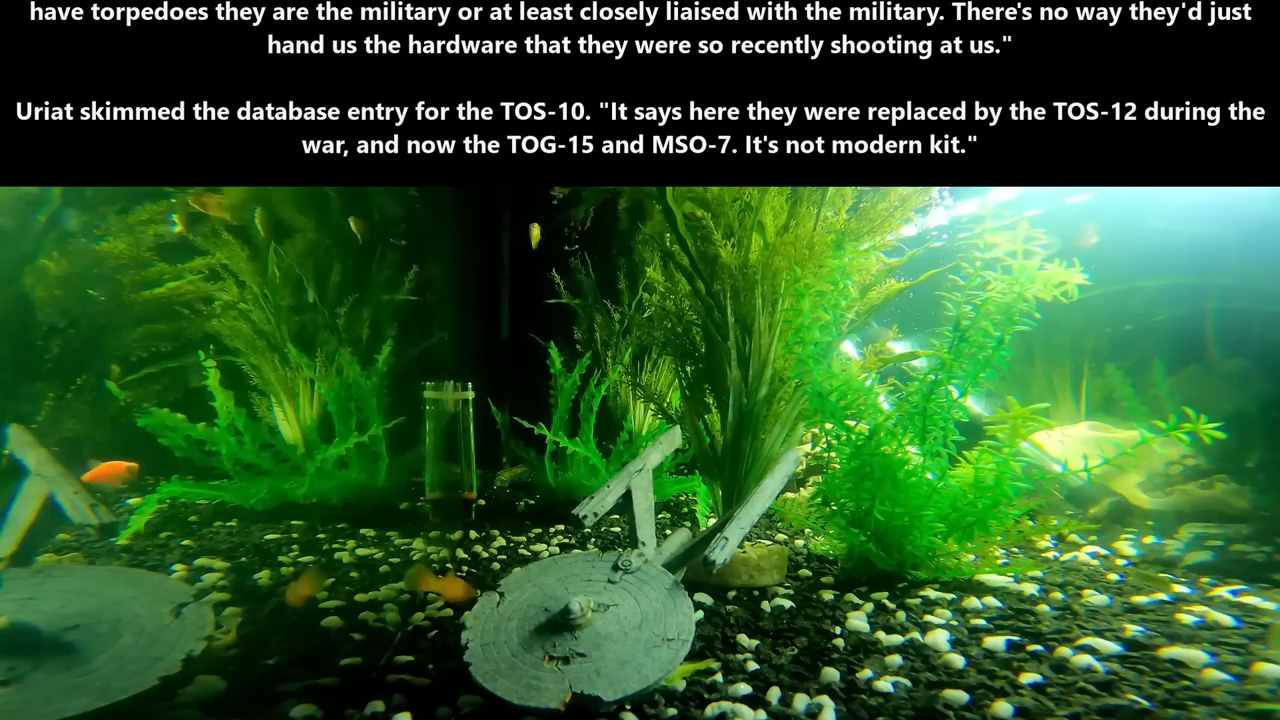 have torpedoes they are the military or at least closely liaised with the military. There's no way they'd just
hand us the hardware that they were so recently shooting at us."
Uriat skimmed the database entry for the TOS-10. "It says here they were replaced by the TOS-12 during the
war, and now the TOG-15 and MSO-7. It's not modern kit."